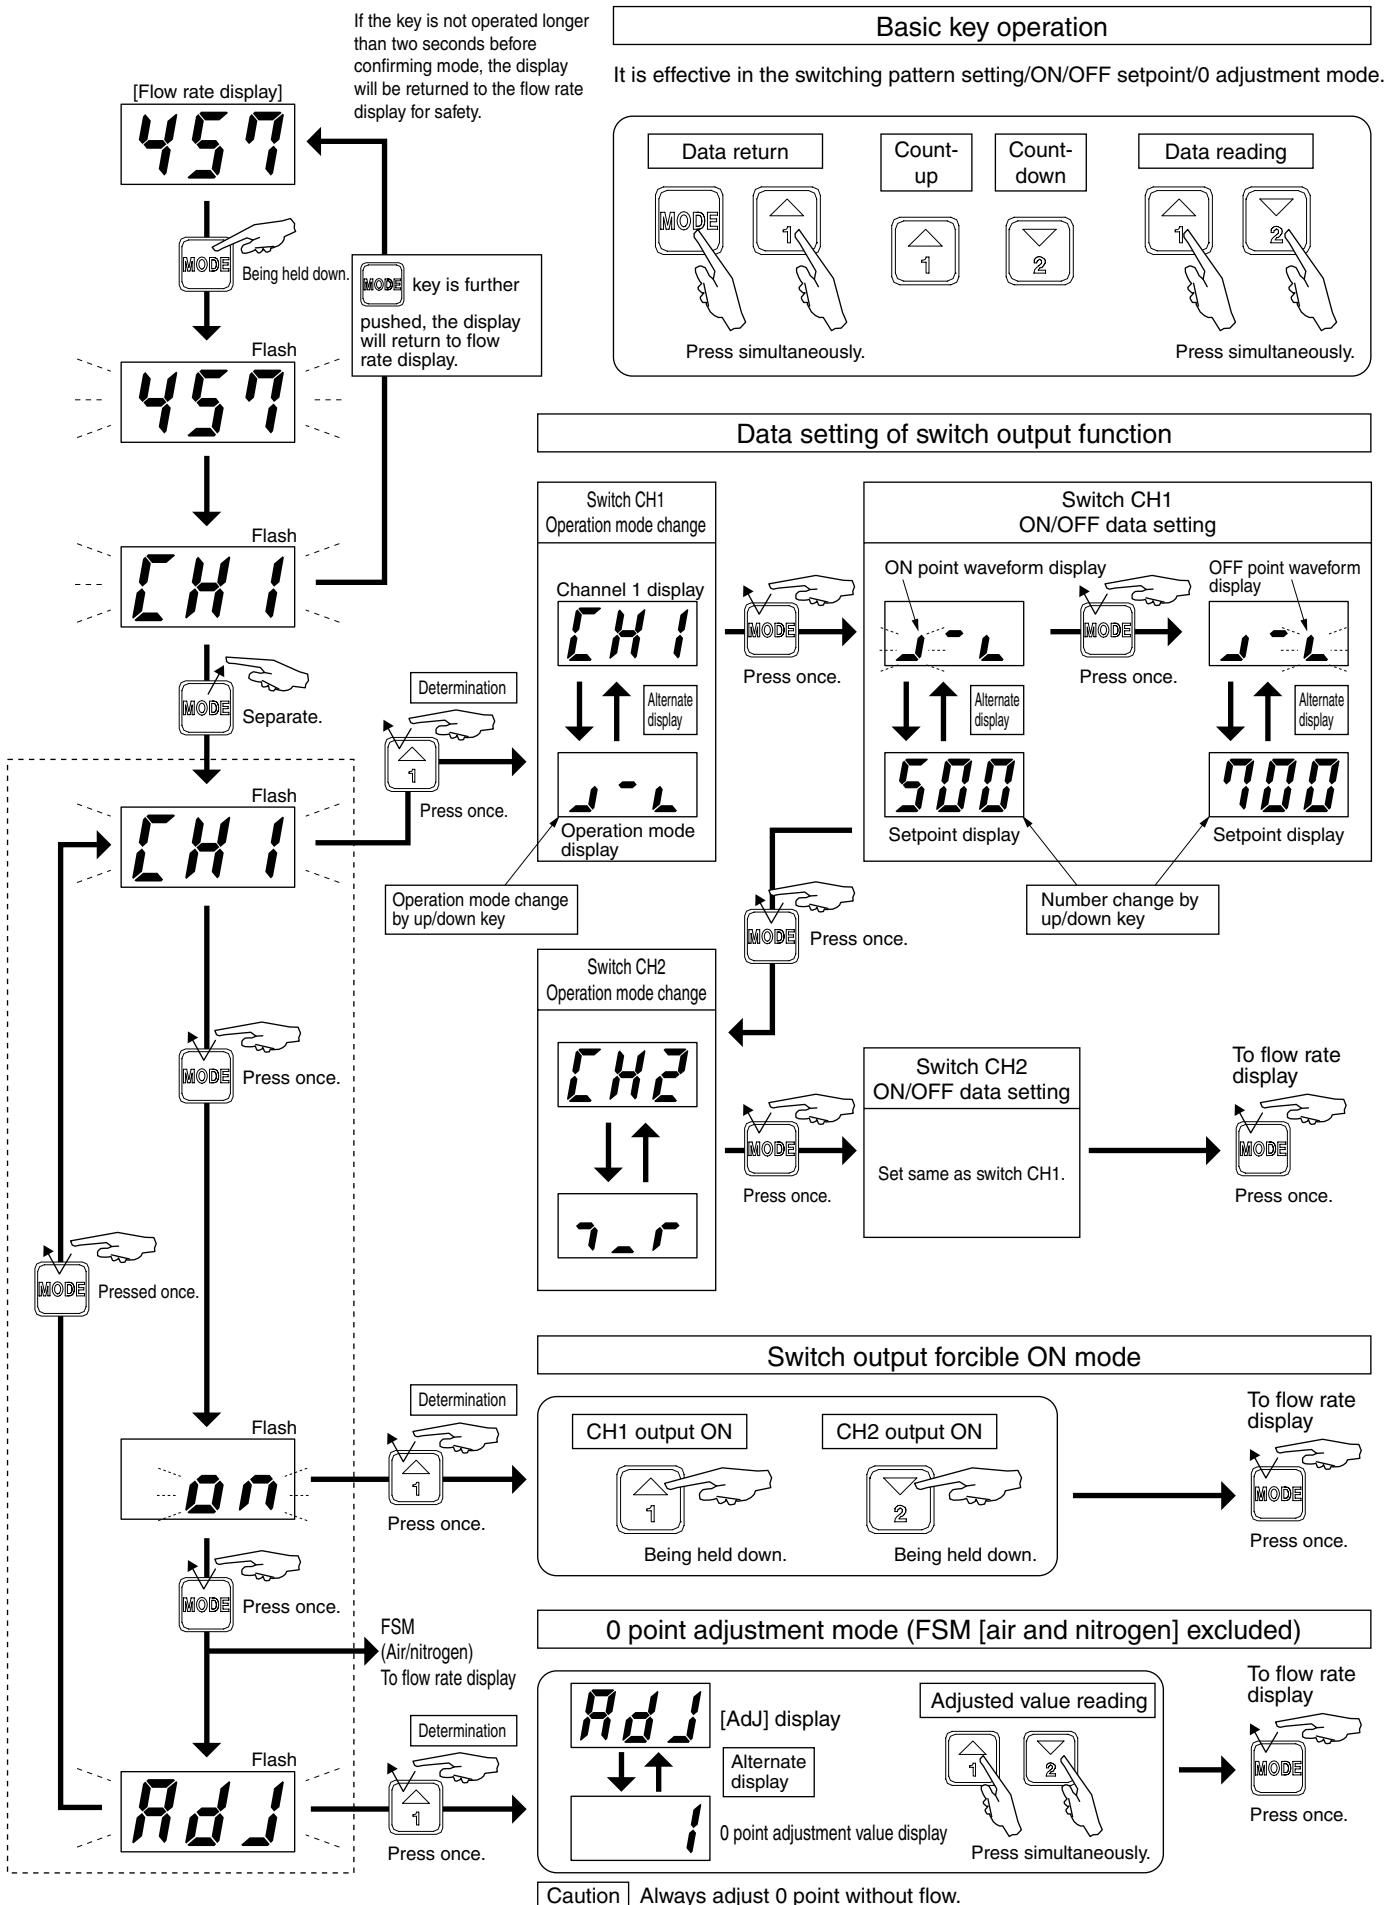 If the key is not operated longer
than two seconds before
confirming mode, the display
will be returned to the flow rate
display for safety.
Basic key operation
It is effective in the switching pattern setting/ON/OFF setpoint/0 adjustment mode.
[Flow rate display]
457
MODE
Being held down.
MODE key is further
pushed, the display
will return to flow
rate display.
Data return
MODE
1
Press simultaneously.
Count-
up
1
Count-
down
2
Data reading
1
2
Press simultaneously.
Flash
457
Flash
CH1
MODE
Separate.
Data setting of switch output function
Switch CH1
Operation mode change
Channel 1 display
CH1
Alternate
display
Operation mode
display
Operation mode change
by up/down key
MODE
Press once.
Switch CH1
ON/OFF data setting
ON point waveform display
Alternate
display
500
Setpoint display
MODE
Press once.
OFF point waveform
display
Alternate
display
700
Setpoint display
Number change by
up/down key
Determination
1
Press once.
Flash
CH1
MODE
Press once.
MODE
Press once.
Switch CH2
Operation mode change
CH2
MODE
Press once.
Switch CH2
ON/OFF data setting
Set same as switch CH1.
To flow rate
display
MODE
Press once.
MODE
Pressed once.
Switch output forcible ON mode
Flash
on
Determination
1
Press once.
CH1 output ON
1
Being held down.
CH2 output ON
2
Being held down.
To flow rate
display
MODE
Press once.
MODE
Press once.
FSM
(Air/nitrogen)
To flow rate display
0 point adjustment mode (FSM [air and nitrogen] excluded)
Flash
AdJ
Determination
1
Press once.
AdJ
[AdJ] display
Alternate
display
1
0 point adjustment value display
Adjusted value reading
1
2
Press simultaneously.
To flow rate
display
MODE
Press once.
Caution Always adjust 0 point without flow.